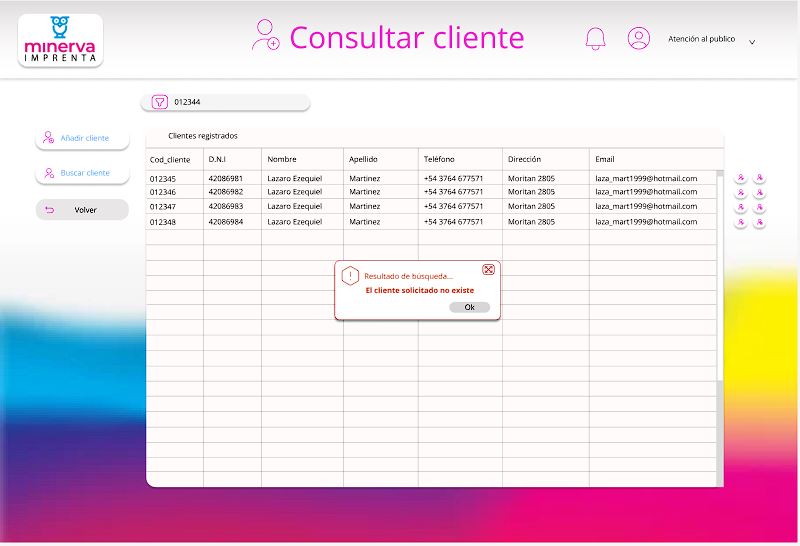 minerva
IMPRENTA
Consultar cliente
Atención al publico
012344
Añadir cliente
Buscar cliente
Volver
Clientes registrados
Cod_cliente D.N.I Nombre Apellido Teléfono Dirección Email
012345 42086981 Lazaro Ezequiel Martinez +54 3764 677571 Moritan 2805 laza_mart1999@hotmail.com
012346 42086982 Lazaro Ezequiel Martinez +54 3764 677571 Moritan 2805 laza_mart1999@hotmail.com
012347 42086983 Lazaro Ezequiel Martinez +54 3764 677571 Moritan 2805 laza_mart1999@hotmail.com
012348 42086984 Lazaro Ezequiel Martinez +54 3764 677571 Moritan 2805 laza_mart1999@hotmail.com
Resultado de búsqueda...
El cliente solicitado no existe
Ok